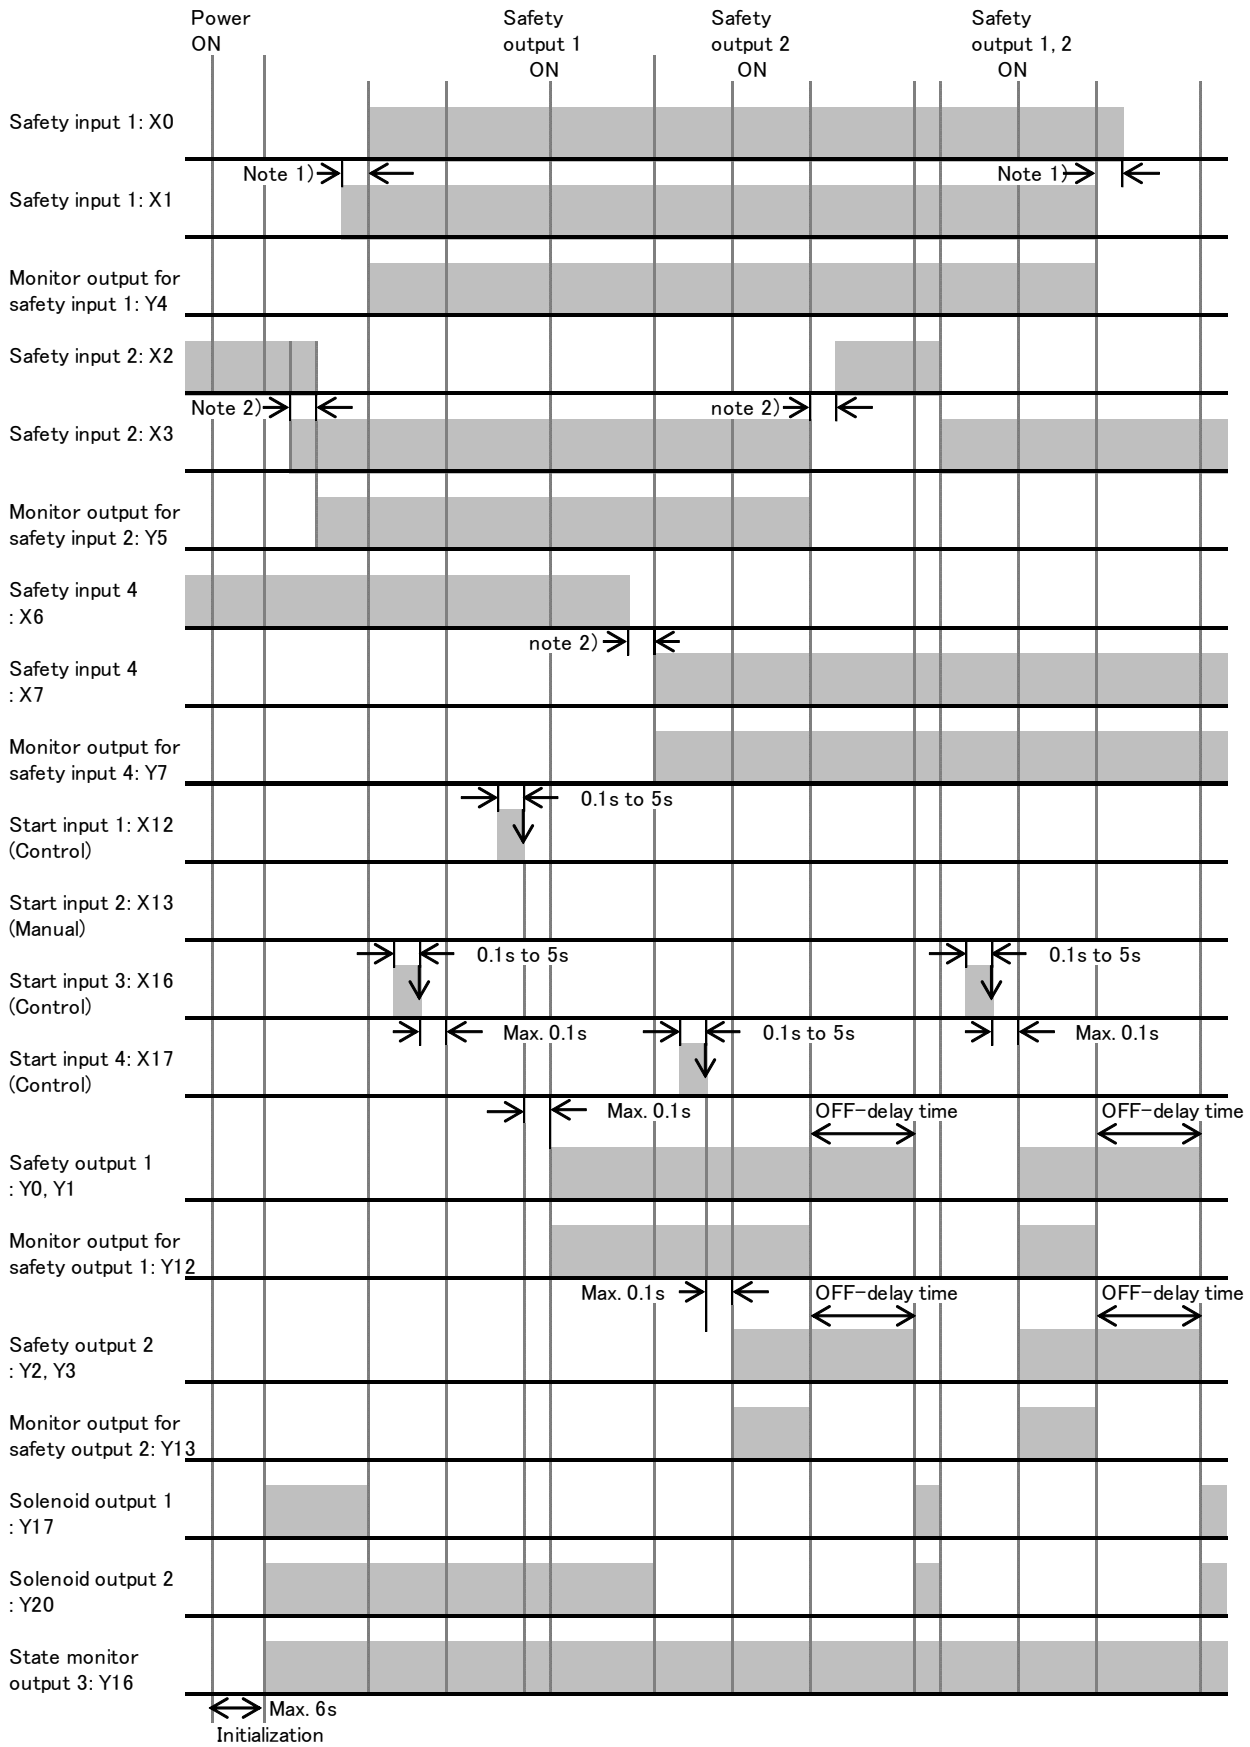 Power
ON
Safety
output 1
ON
Safety
output 2
ON
Safety
output 1, 2
ON
Safety input 1: X0
Note 1)
Note 1)
Safety input 1: X1
Monitor output for
safety input 1: Y4
Safety input 2: X2
Note 2)
note 2)
Safety input 2: X3
Monitor output for
safety input 2: Y5
Safety input 4
: X6
note 2)
Safety input 4
: X7
Monitor output for
safety input 4: Y7
0.1s to 5s
Start input 1: X12
(Control)
Start input 2: X13
(Manual)
0.1s to 5s
0.1s to 5s
Start input 3: X16
(Control)
Max. 0.1s
0.1s to 5s
Max. 0.1s
Start input 4: X17
(Control)
Max. 0.1s
OFF-delay time
OFF-delay time
Safety output 1
: Y0, Y1
Monitor output for
safety output 1: Y12
Max. 0.1s
OFF-delay time
OFF-delay time
Safety output 2
: Y2, Y3
Monitor output for
safety output 2: Y13
Solenoid output 1
: Y17
Solenoid output 2
: Y20
State monitor
output 3: Y16
Max. 6s
Initialization